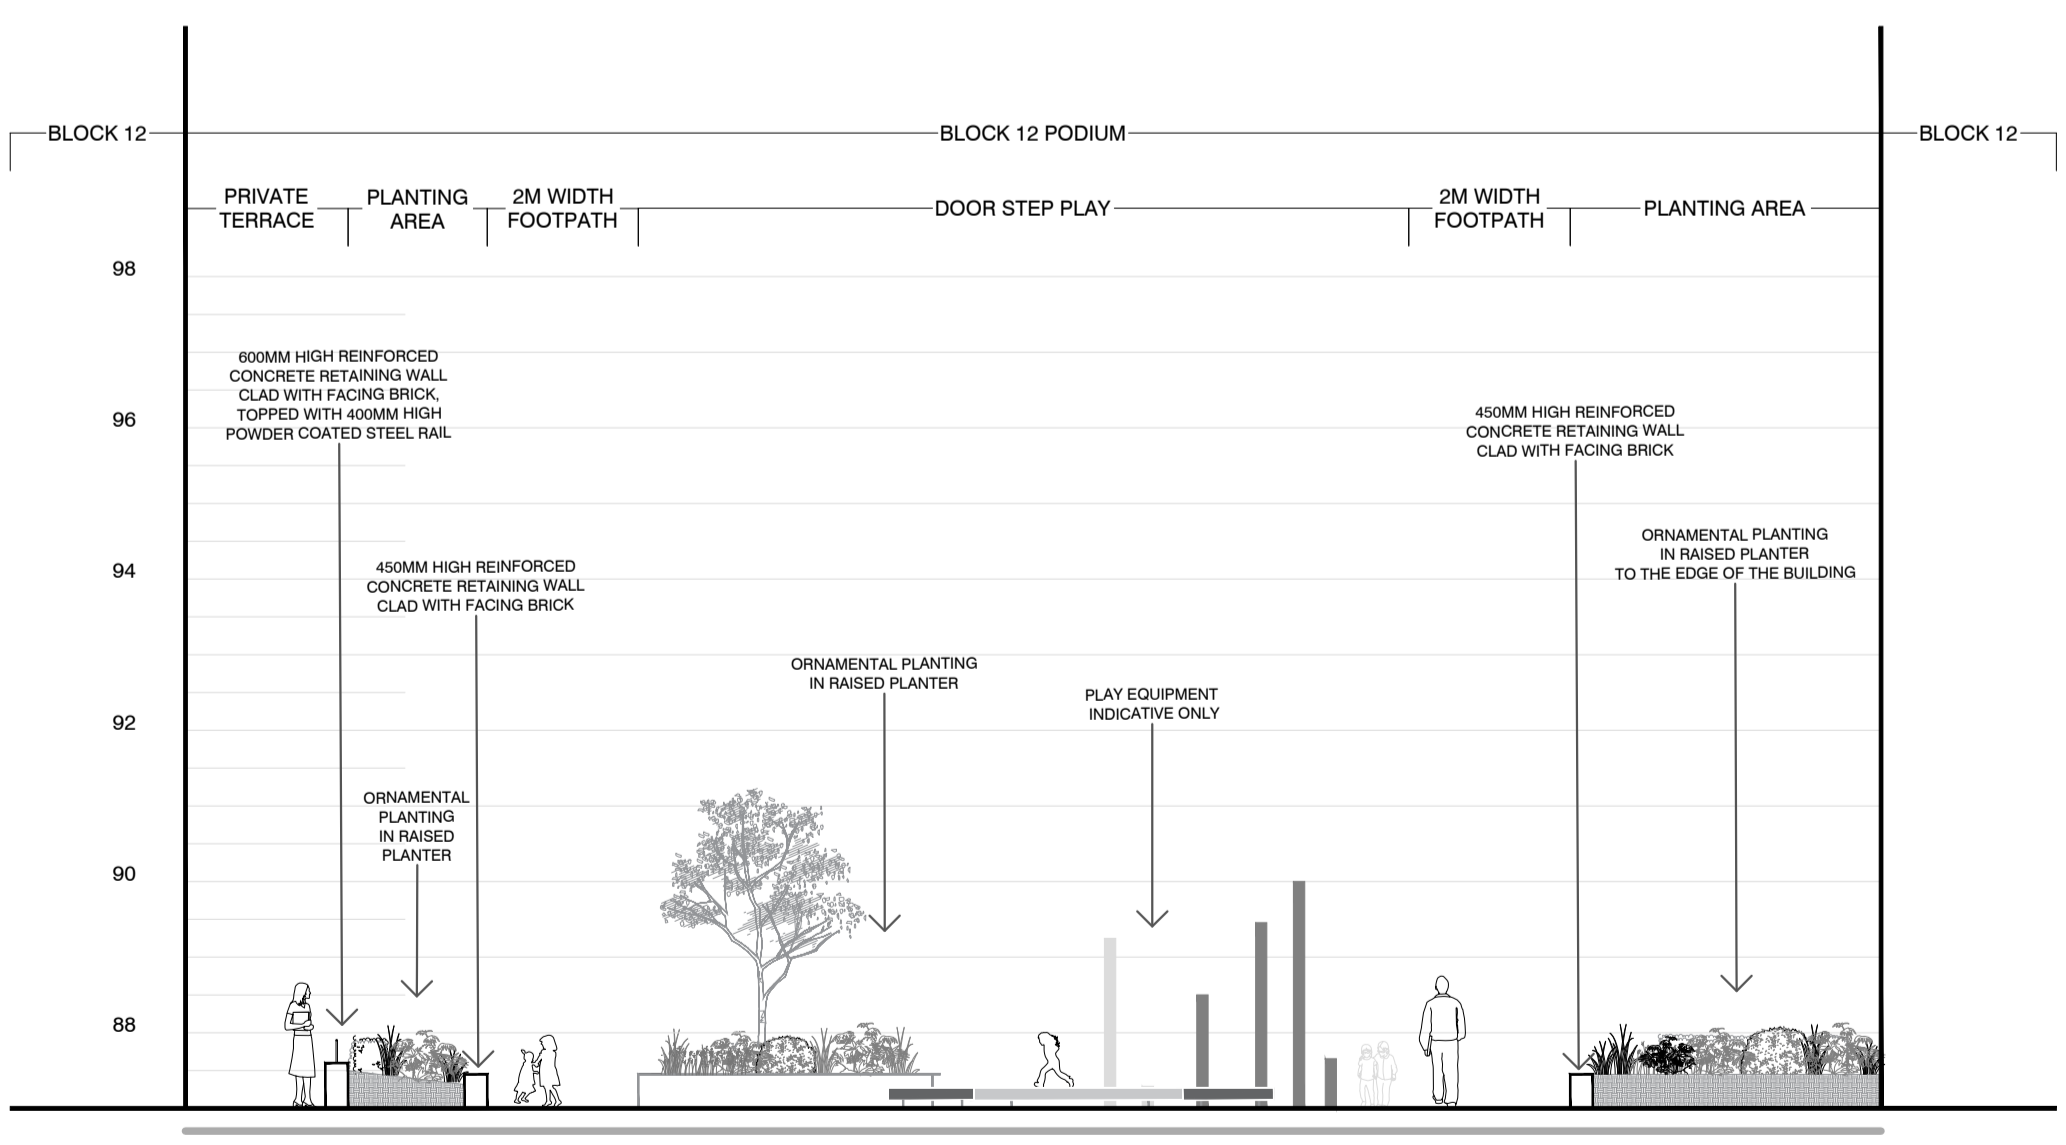 BLOCK 12
BLOCK 12 PODIUM
BLOCK 12
PRIVATE
TERRACE
PLANTING
AREA
2M WIDTH
FOOTPATH
DOOR STEP PLAY
2M WIDTH
FOOTPATH
PLANTING AREA
98
96
94
92
90
88
600MM HIGH REINFORCED
CONCRETE RETAINING WALL
CLAD WITH FACING BRICK,
TOPPED WITH 400MM HIGH
POWDER COATED STEEL RAIL
450MM HIGH REINFORCED
CONCRETE RETAINING WALL
CLAD WITH FACING BRICK
ORNAMENTAL
PLANTING
IN RAISED
PLANTER
ORNAMENTAL PLANTING
IN RAISED PLANTER
PLAY EQUIPMENT
INDICATIVE ONLY
450MM HIGH REINFORCED
CONCRETE RETAINING WALL
CLAD WITH FACING BRICK
ORNAMENTAL PLANTING
IN RAISED PLANTER
TO THE EDGE OF THE BUILDING